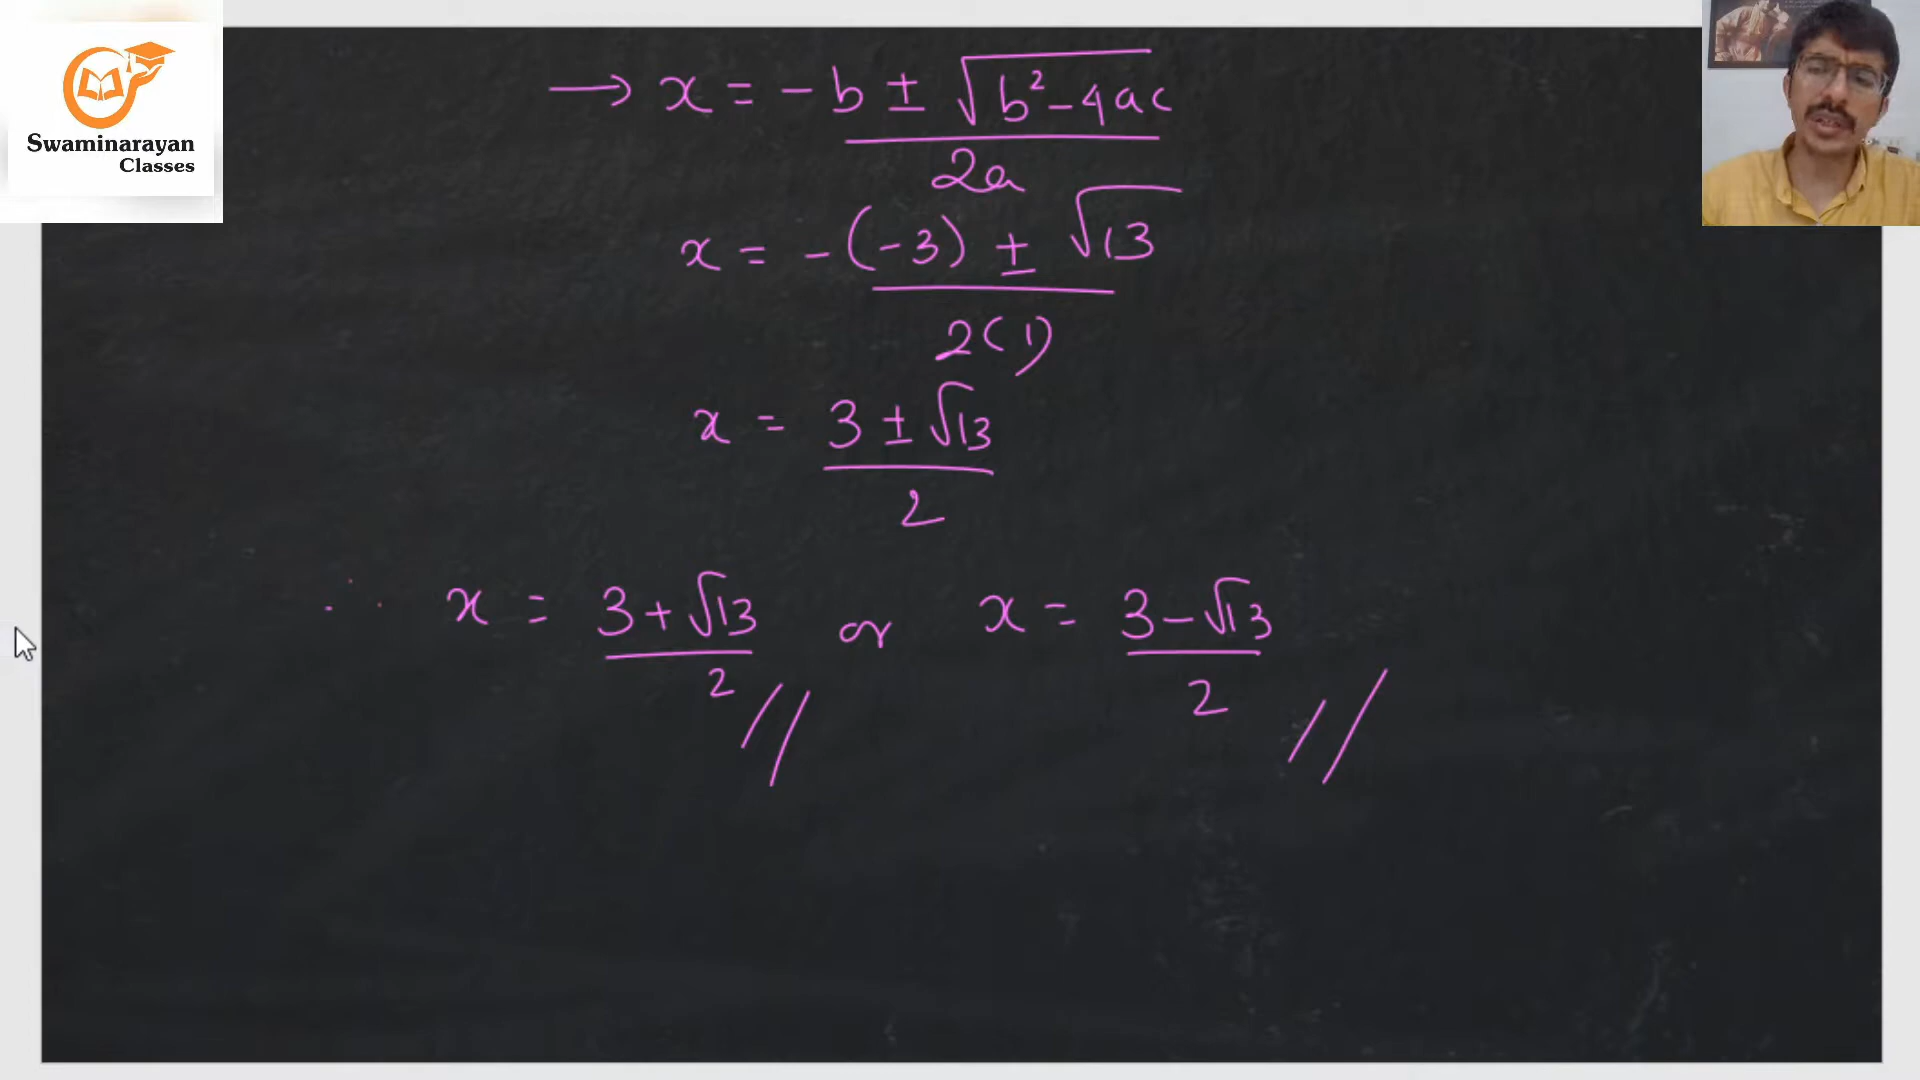 Swaminarayan
Classes
→ x = -b ± √b²-4ac
2a
x = -(-3) ± √13
2(1)
x = 3 ± √13
2
∴ x = 3+√13 or x = 3-√13
2 // 2 //